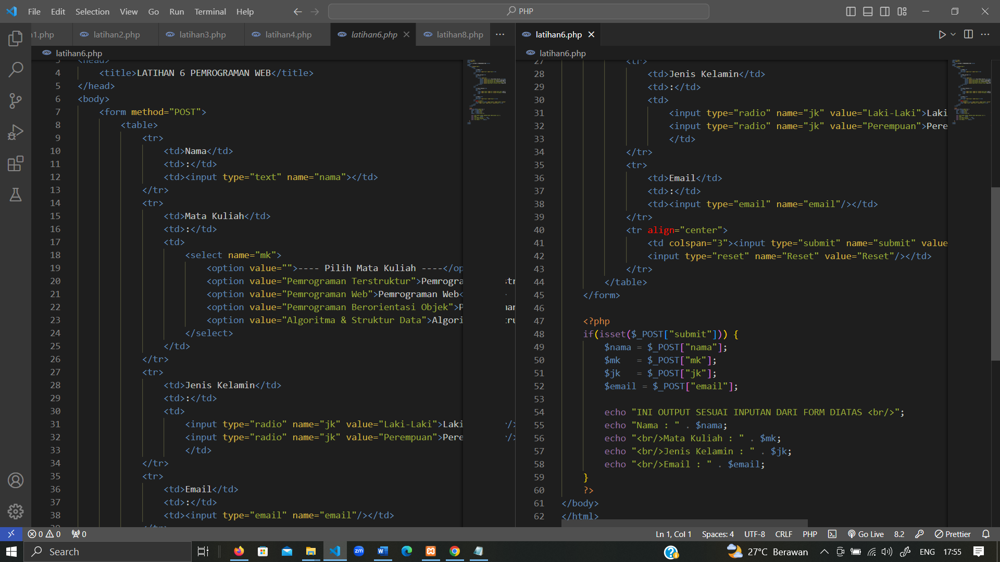 File Edit Selection View Go Run Terminal Help
PHP
n1.php latihan2.php latihan3.php latihan4.php latihan6.php latihan8.php ···
latihan6.php
3 <head>
4 <title>LATIHAN 6 PEMROGRAMAN WEB</title>
5 </head>
6 <body>
7 <form method="POST">
8 <table>
9 <tr>
10 <td>Nama</td>
11 <td>:</td>
12 <td><input type="text" name="nama"></td>
13 </tr>
14 <tr>
15 <td>Mata Kuliah</td>
16 <td>:</td>
17 <td>
18 <select name="mk">
19 <option value="">---- Pilih Mata Kuliah ----</op
20 <option value="Pemrograman Terstruktur">Pemrogra
21 <option value="Pemrograman Web">Pemrograman Web<
22 <option value="Pemrograman Berorientasi Objek">P
23 <option value="Algoritma & Struktur Data">Algori
24 </select>
25 </td>
26 </tr>
27 <tr>
28 <td>Jenis Kelamin</td>
29 <td>:</td>
30 <td>
31 <input type="radio" name="jk" value="Laki-Laki">Laki
32 <input type="radio" name="jk" value="Perempuan">Pere
33 </td>
34 </tr>
35 <tr>
36 <td>Email</td>
37 <td>:</td>
38 <td><input type="email" name="email"/></td>
39 </tr>
latihan6.php
latihan6.php
27 <tr>
28 <td>Jenis Kelamin</td>
29 <td>:</td>
30 <td>
31 <input type="radio" name="jk" value="Laki-Laki">Laki
32 <input type="radio" name="jk" value="Perempuan">Pere
33 </td>
34 </tr>
35 <tr>
36 <td>Email</td>
37 <td>:</td>
38 <td><input type="email" name="email"/></td>
39 </tr>
40 <tr align="center">
41 <td colspan="3"><input type="submit" name="submit" value
42 <input type="reset" name="Reset" value="Reset"/></td>
43 </tr>
44 </table>
45 </form>
46
47 <?php
48 if(isset($_POST["submit"])) {
49 $nama = $_POST["nama"];
50 $mk   = $_POST["mk"];
51 $jk   = $_POST["jk"];
52 $email = $_POST["email"];
53
54 echo "INI OUTPUT SESUAI INPUTAN DARI FORM DIATAS <br/>";
55 echo "Nama : " . $nama;
56 echo "<br/>Mata Kuliah : " . $mk;
57 echo "<br/>Jenis Kelamin : " . $jk;
58 echo "<br/>Email : " . $email;
59 }
60 ?>
61 </body>
62 </html>
0 0 0 Ln 1, Col 1 Spaces: 4 UTF-8 CRLF PHP Go Live 8.2 Prettier
Search zm 27°C Berawan ENG 17:55